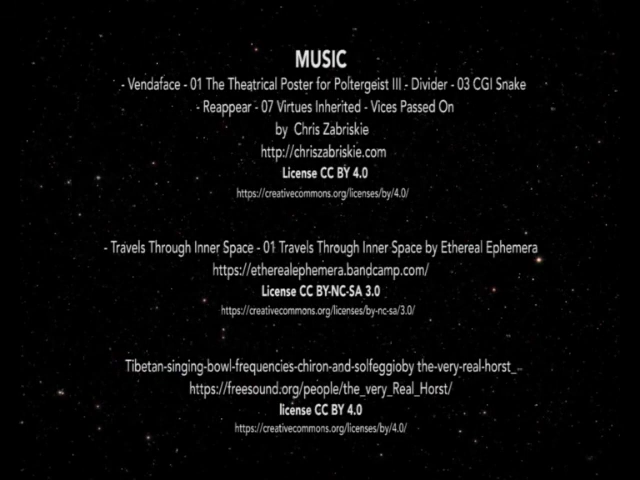 MUSIC
- Vendaface - 01 The Theatrical Poster for Poltergeist III - Divider - 03 CGI Snake
- Reappear - 07 Virtues Inherited - Vices Passed On
by Chris Zabriskie
http://chriszabriskie.com
License CC BY 4.0
https://creativecommons.org/licenses/by/4.0/
- Travels Through Inner Space - 01 Travels Through Inner Space by Ethereal Ephemera
https://etherealephemera.bandcamp.com/
License CC BY-NC-SA 3.0
https://creativecommons.org/licenses/by-nc-sa/3.0/
Tibetan-singing-bowl-frequencies-chiron-and-solfeggioby the-very-real-horst_-
https://freesound.org/people/the_very_Real_Horst/
license CC BY 4.0
https://creativecommons.org/licenses/by/4.0/